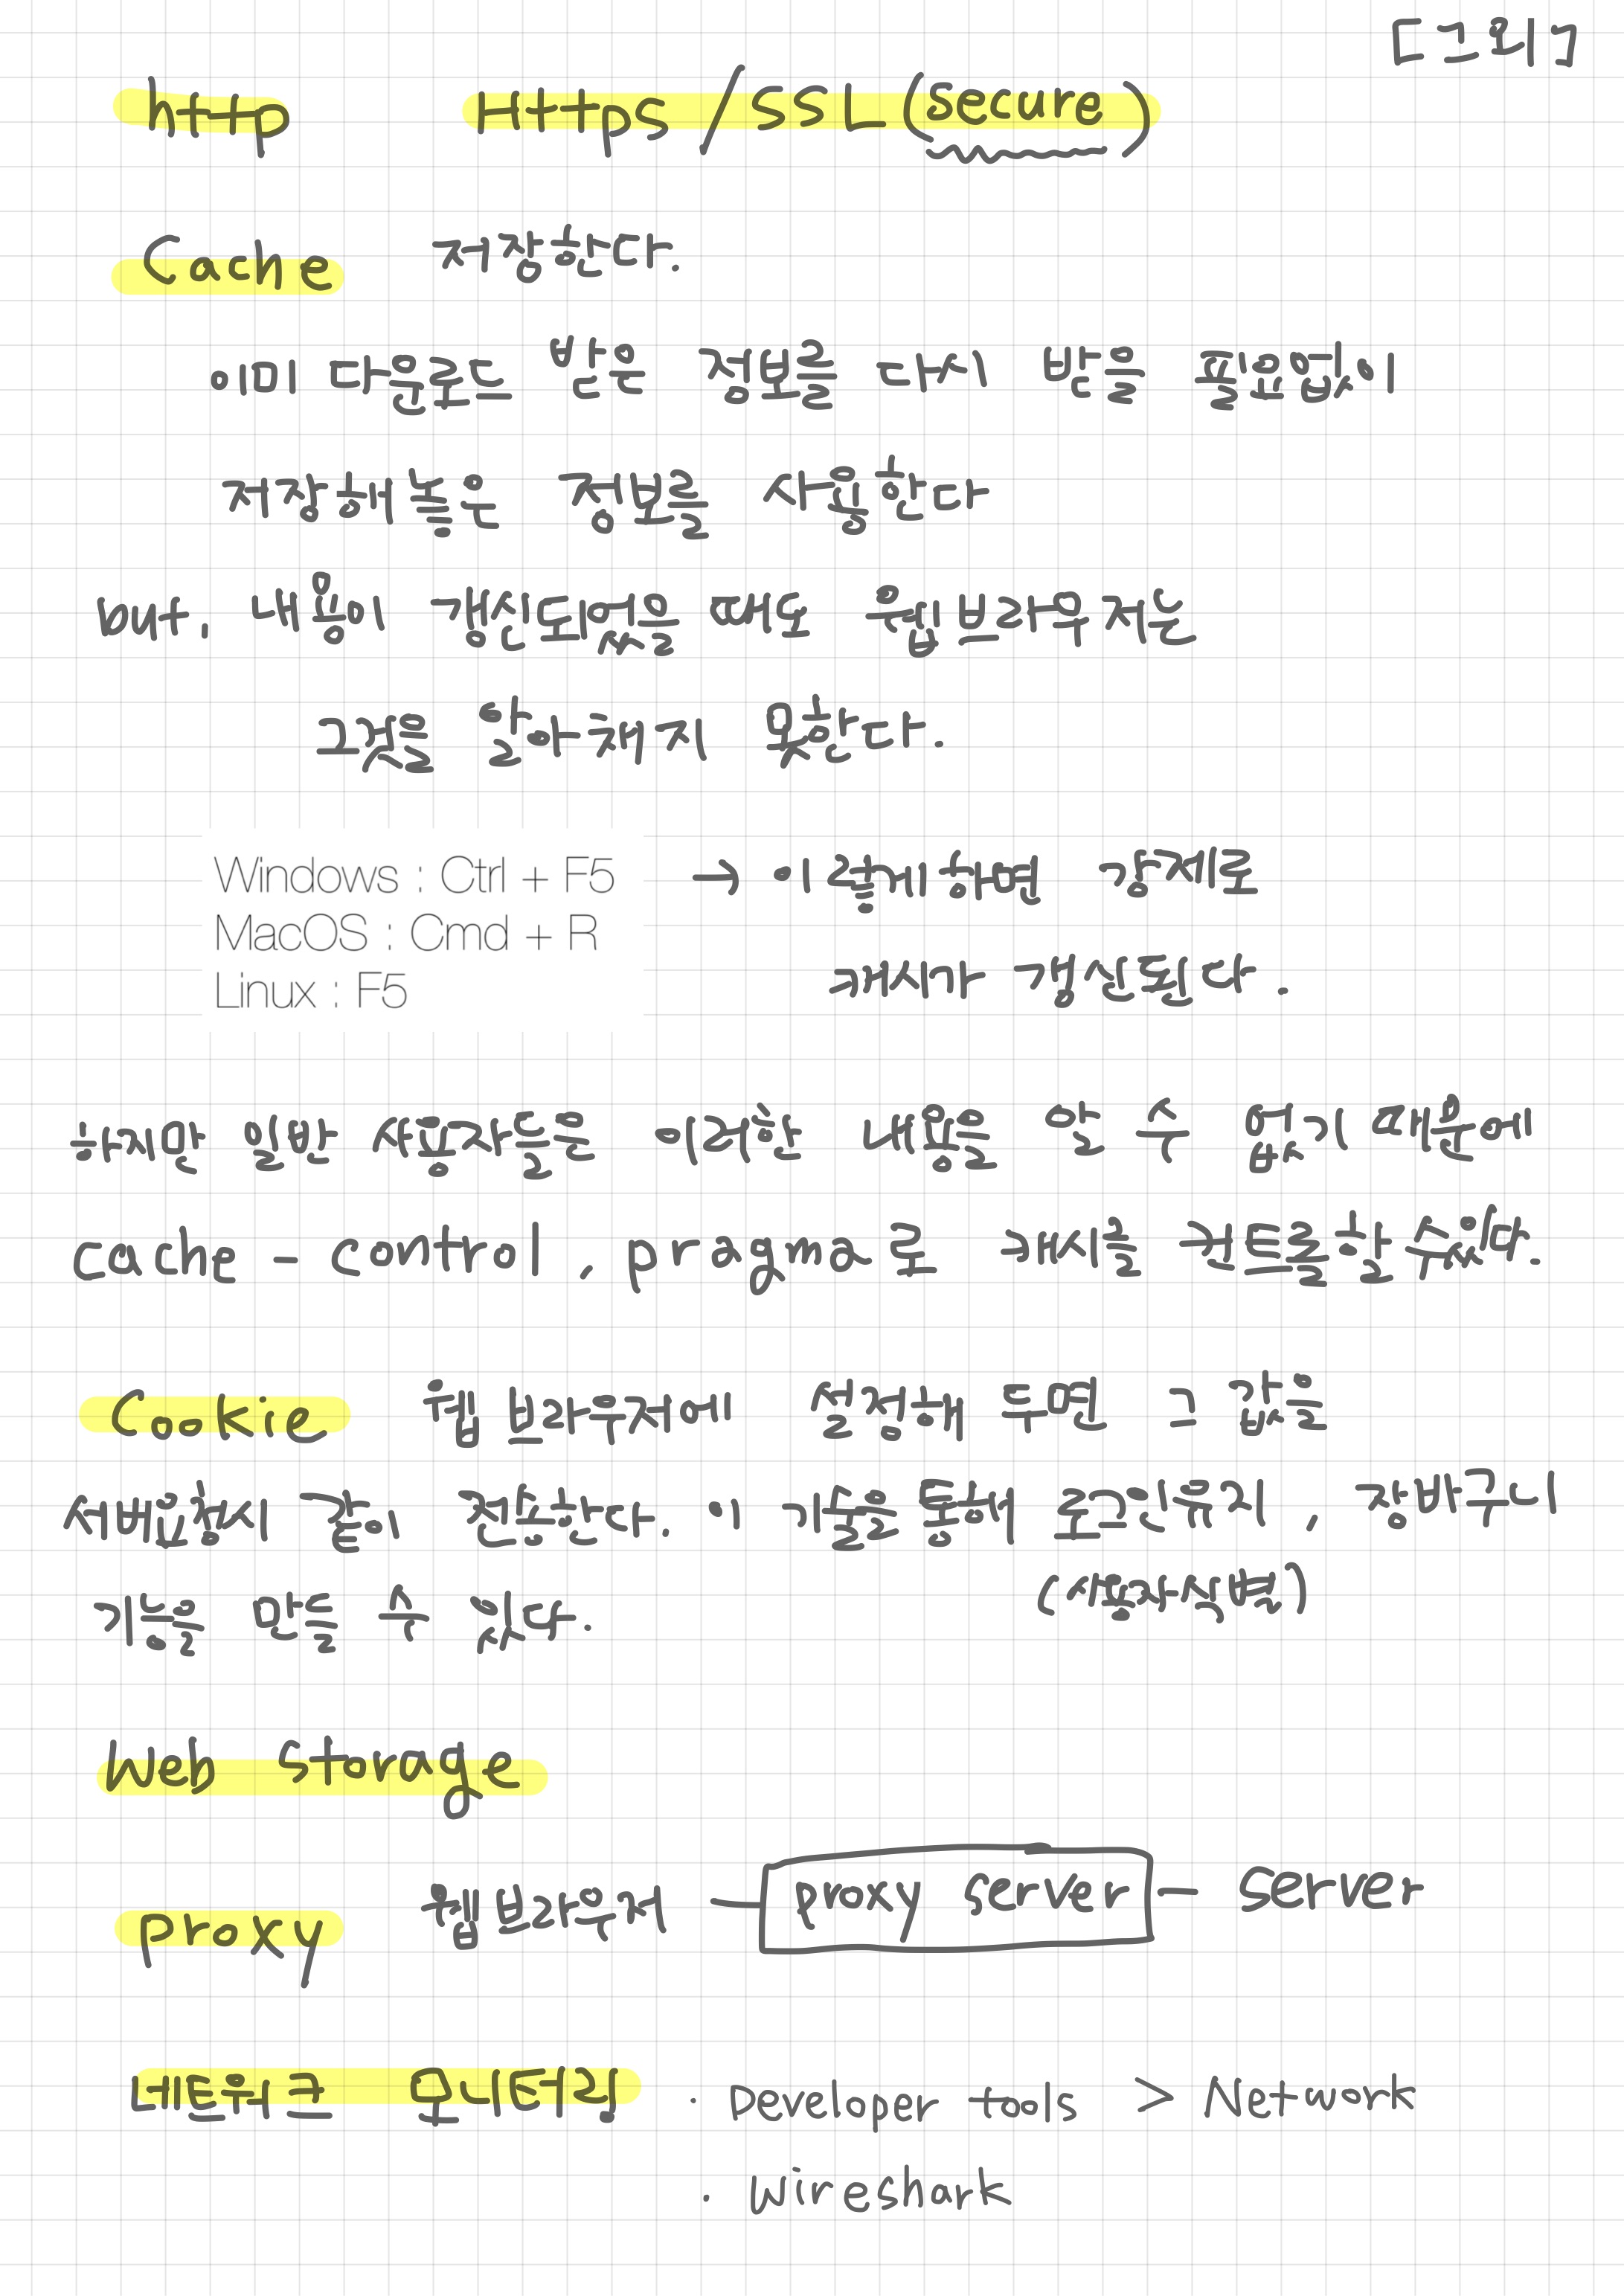 [그외]
http Https / SSL (secure)
Cache 저장한다.
이미 다운로드 받은 정보를 다시 받을 필요없이
저장해놓은 정보를 사용한다
but, 내용이 갱신되었을 때도 웹브라우저는
그것을 알아채지 못한다.
Windows : Ctrl + F5 → 이렇게하면 강제로
MacOS : Cmd + R
캐시가 갱신된다.
Linux : F5
하지만 일반 사용자들은 이러한 내용을 알 수 없기 때문에
cache - control, pragma로 캐시를 컨트롤할 수있다.
Cookie 웹 브라우저에 설정해 두면 그 값을
서버요청시 같이 전송한다. 이 기술을 통해 로그인유지, 장바구니
(사용자식별)
기능을 만들 수 있다.
Web Storage
proxy 웹브라우저 - proxy server - server
네트워크 모니터링 · Developer tools > Network
· Wireshark